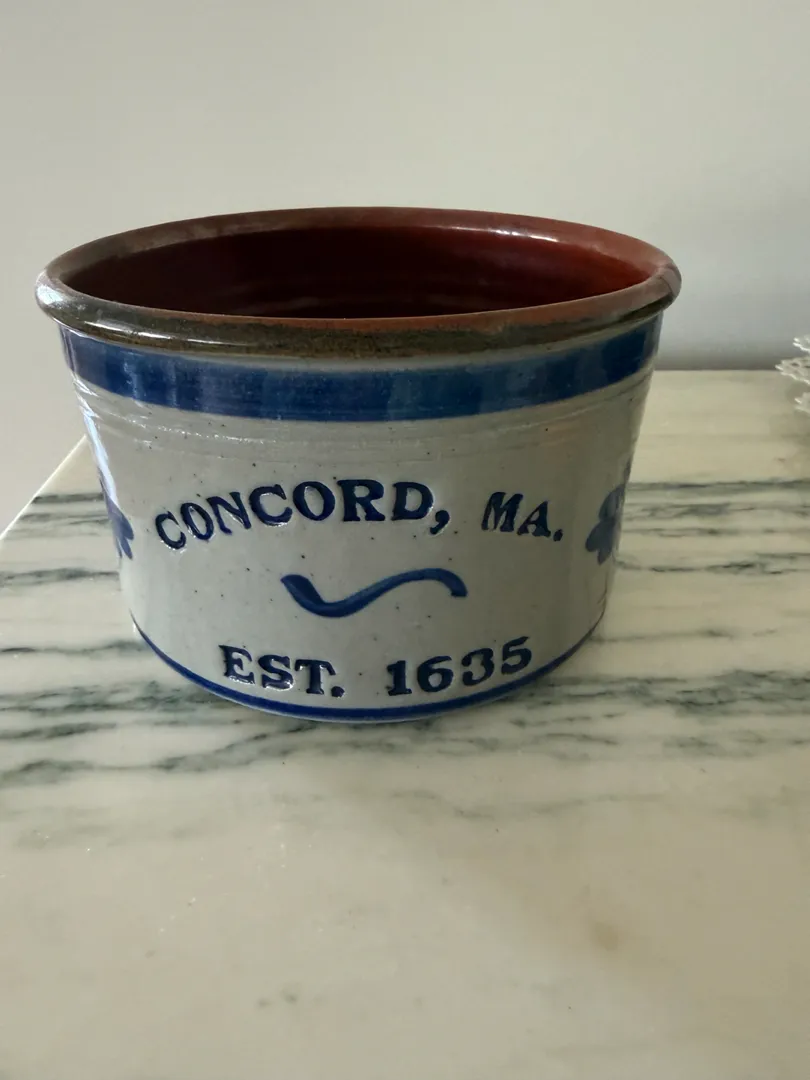 CONCORD, MA.
EST. 1635